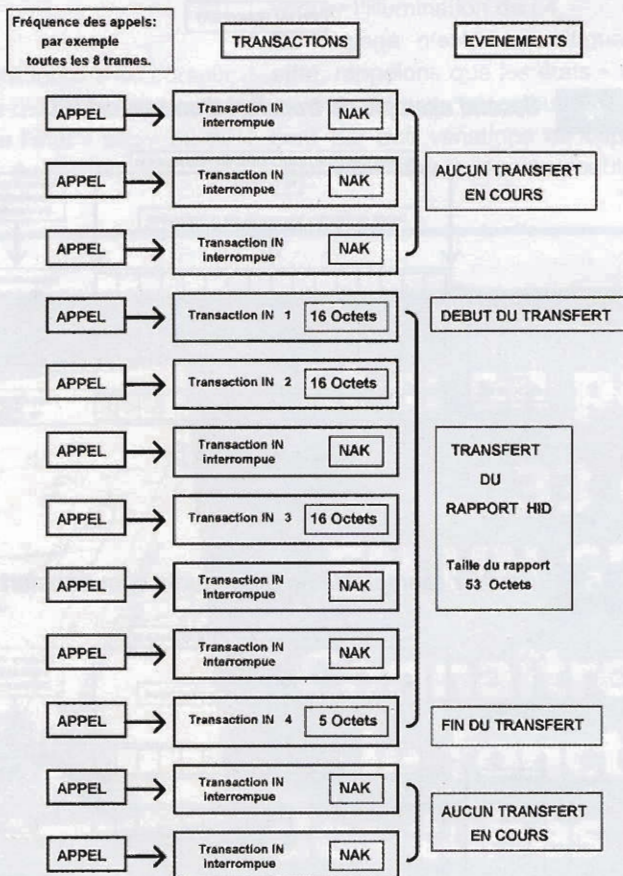 Fréquence des appels:
par exemple
toutes les 8 trames.
TRANSACTIONS
EVENEMENTS
APPEL
Transaction IN
interrompue
NAK
APPEL
Transaction IN
interrompue
NAK
AUCUN TRANSFERT
EN COURS
APPEL
Transaction IN
interrompue
NAK
APPEL
Transaction IN 1
16 Octets
DEBUT DU TRANSFERT
APPEL
Transaction IN 2
16 Octets
APPEL
Transaction IN
interrompue
NAK
TRANSFERT
DU
RAPPORT HID
Taille du rapport
53 Octets
APPEL
Transaction IN 3
16 Octets
APPEL
Transaction IN
interrompue
NAK
APPEL
Transaction IN
interrompue
NAK
APPEL
Transaction IN 4
5 Octets
FIN DU TRANSFERT
APPEL
Transaction IN
interrompue
NAK
AUCUN TRANSFERT
EN COURS
APPEL
Transaction IN
interrompue
NAK